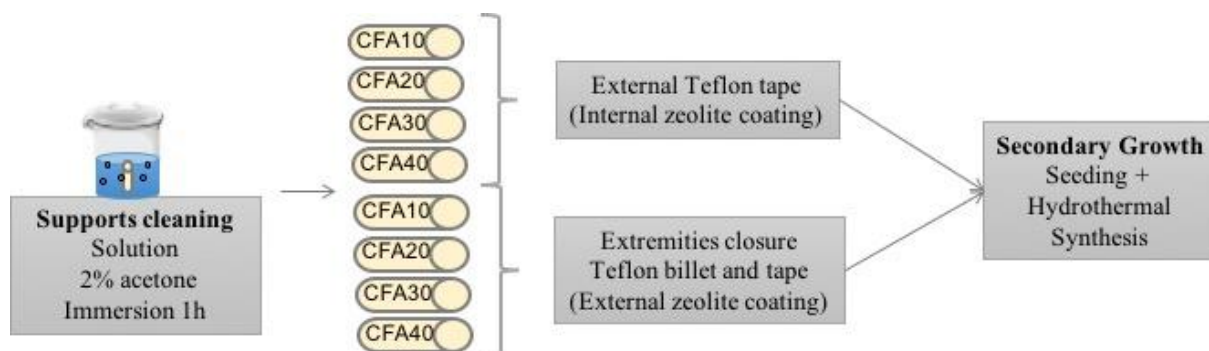 Supports cleaning
Solution
2% acetone
Immersion 1h
CFA10
CFA20
CFA30
CFA40
CFA10
CFA20
CFA30
CFA40
External Teflon tape
(Internal zeolite coating)
Extremities closure
Teflon billet and tape
(External zeolite coating)
Secondary Growth
Seeding +
Hydrothermal
Synthesis